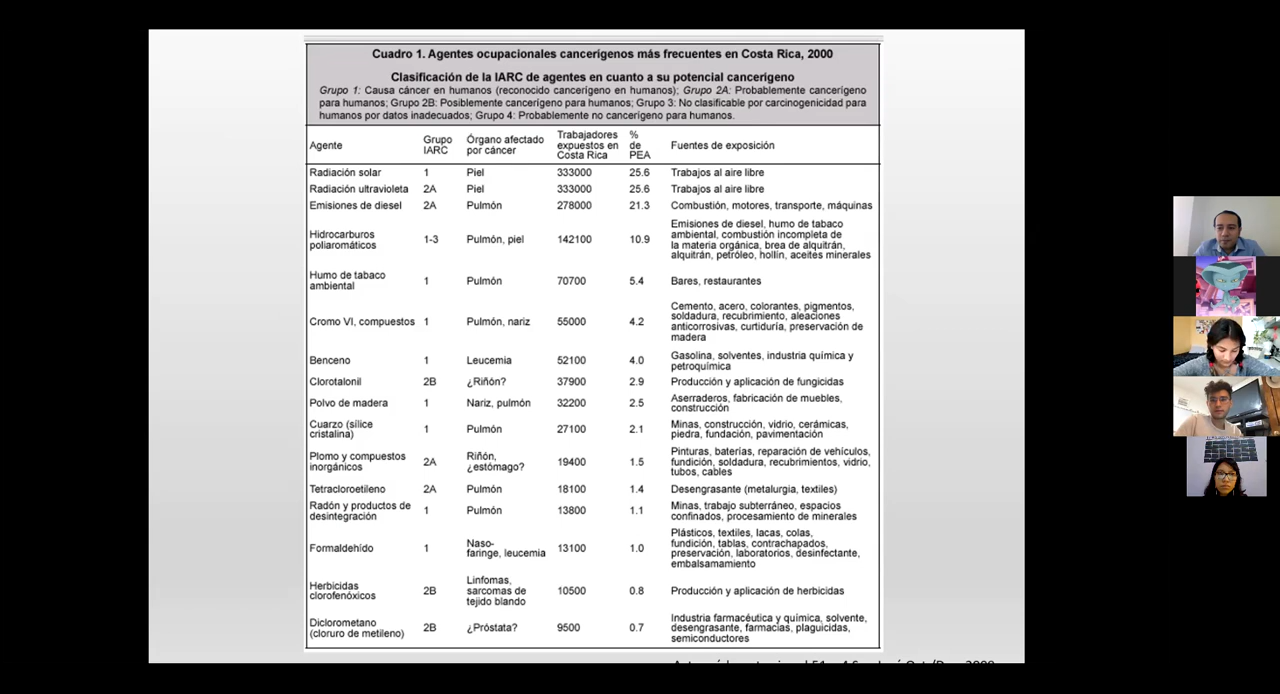 Cuadro 1. Agentes ocupacionales cancerígenos más frecuentes en Costa Rica, 2000
Clasificación de la IARC de agentes en cuanto a su potencial cancerigeno
Grupo 1: Causa cáncer en humanos (reconocido cancerígeno en humanos); Grupo 2A: Probablemente cancerígeno
para humanos; Grupo 2B: Posiblemente cancerígeno para humanos; Grupo 3: No clasificable por carcinogenicidad para
humanos por datos inadecuados; Grupo 4: Probablemente no cancerígeno para humanos.
Agente
Grupo
IARC
Órgano afectado
por cáncer
Trabajadores
expuestos en
Costa Rica
%
de
PEA
Fuentes de exposición
Radiación solar 1 Piel 333000 25.6 Trabajos al aire libre
Radiación ultravioleta 2A Piel 333000 25.6 Trabajos al aire libre
Emisiones de diesel 2A Pulmón 278000 21.3 Combustión, motores, transporte, máquinas
Hidrocarburos
poliaromáticos
1-3 Pulmón, piel 142100 10.9
Emisiones de diesel, humo de tabaco
ambiental, combustión incompleta de
la materia orgánica, brea de alquitrán,
alquitrán, petróleo, hollín, aceites minerales
Humo de tabaco
ambiental
1 Pulmón 70700 5.4 Bares, restaurantes
Cromo VI, compuestos 1 Pulmón, nariz 55000 4.2
Cemento, acero, colorantes, pigmentos,
soldadura, recubrimiento, aleaciones
anticorrosivas, curtiduría, preservación de
madera
Benceno 1 Leucemia 52100 4.0
Gasolina, solventes, industria química y
petroquímica
Clorotalonil 2B ¿Riñón? 37900 2.9 Producción y aplicación de fungicidas
Polvo de madera 1 Nariz, pulmón 32200 2.5
Aserraderos, fabricación de muebles,
construcción
Cuarzo (sílice
cristalina)
1 Pulmón 27100 2.1
Minas, construcción, vidrio, cerámicas,
piedra, fundación, pavimentación
Plomo y compuestos
inorgánicos
2A
Riñón,
¿estómago?
19400 1.5
Pinturas, baterías, reparación de vehículos,
fundición, soldadura, recubrimientos, vidrio,
tubos, cables
Tetracloroetileno 2A Pulmón 18100 1.4 Desengrasante (metalurgia, textiles)
Radón y productos de
desintegración
1 Pulmón 13800 1.1
Minas, trabajo subterráneo, espacios
confinados, procesamiento de minerales
Formaldehído 1
Naso-
faringe, leucemia
13100 1.0
Plásticos, textiles, lacas, colas,
fundición, tablas, contrachapados,
preservación, laboratorios, desinfectante,
embalsamamiento
Herbicidas
clorofenóxicos
2B
Linfomas,
sarcomas de
tejido blando
10500 0.8 Producción y aplicación de herbicidas
Diclorometano
(cloruro de metileno)
2B ¿Próstata? 9500 0.7
Industria farmacéutica y química, solvente,
desengrasante, farmacias, plaguicidas,
semiconductores